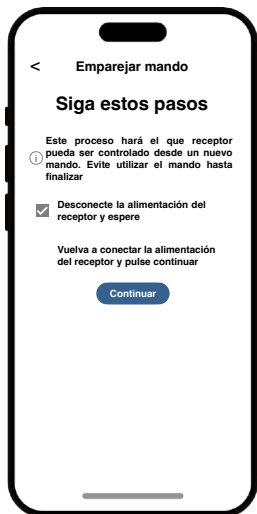 < Emparejar mando
Siga estos pasos
Este proceso hará el que receptor
pueda ser controlado desde un nuevo
mando. Evite utilizar el mando hasta
finalizar
Desconecte la alimentación del
receptor y espere
Vuelva a conectar la alimentación
del receptor y pulse continuar
Continuar